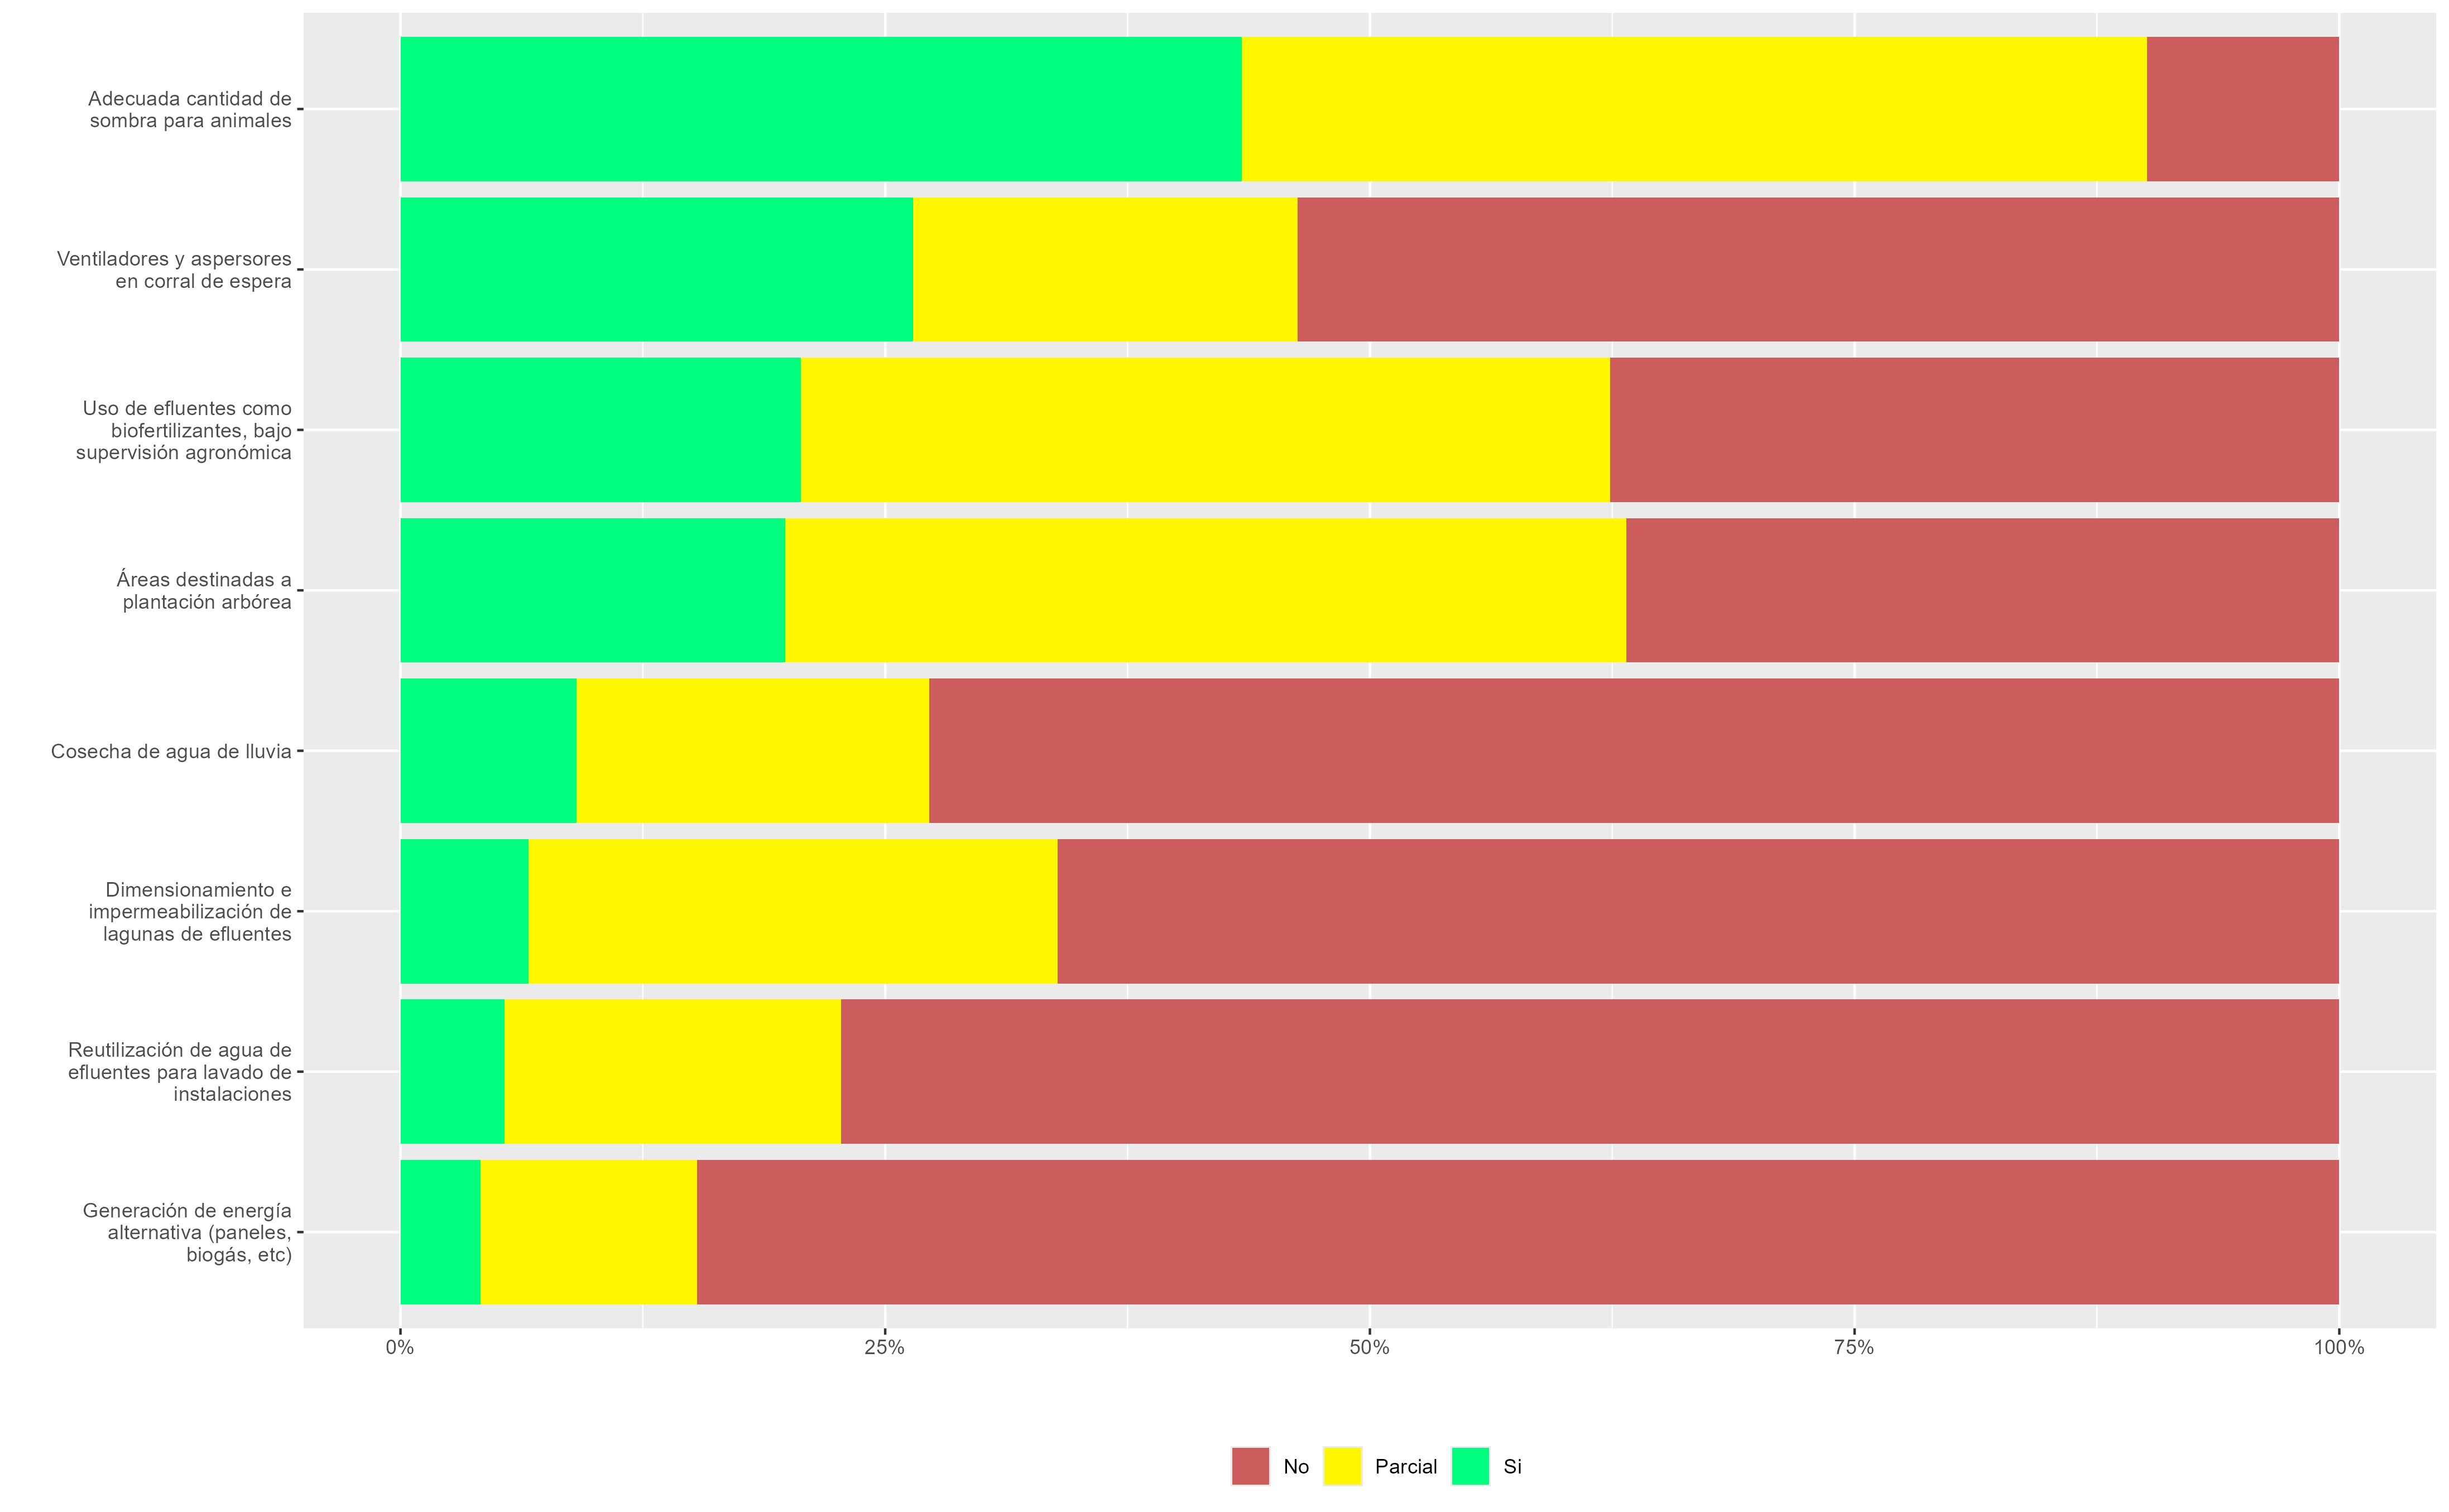 Adecuada cantidad de
sombra para animales
Ventiladores y aspersores
en corral de espera
Uso de efluentes como
biofertilizantes, bajo
supervisión agronómica
Áreas destinadas a
plantación arbórea
Cosecha de agua de lluvia
Dimensionamiento e
impermeabilización de
lagunas de efluentes
Reutilización de agua de
efluentes para lavado de
instalaciones
Generación de energía
alternativa (paneles,
biogás, etc)
0% 25% 50% 75% 100%
No Parcial Si